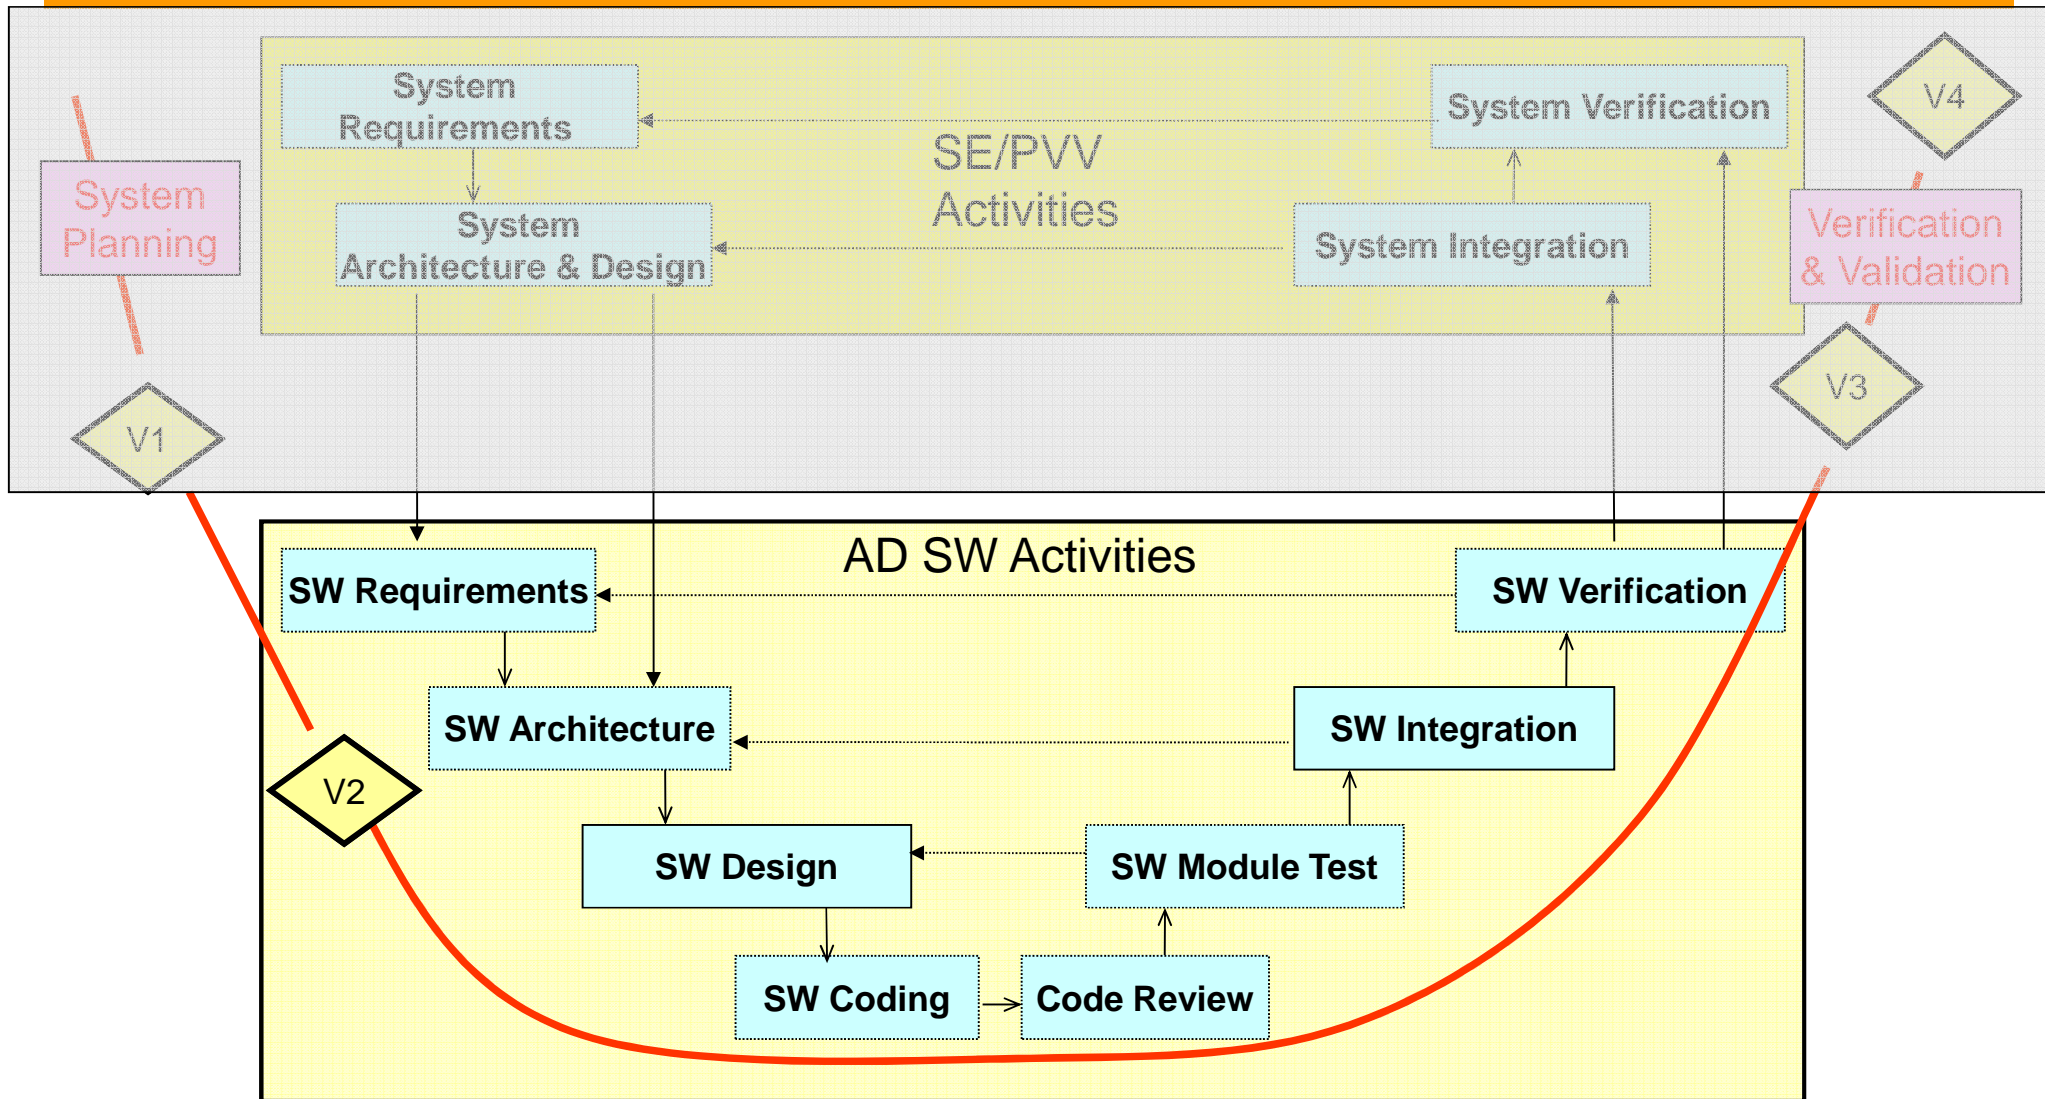 System
Requirements
System Verification
V4
SE/PVV
Activities
System
Planning
System
Architecture & Design
System Integration
Verification
& Validation
V1
V3
AD SW Activities
SW Requirements
SW Verification
SW Architecture
SW Integration
V2
SW Design
SW Module Test
SW Coding
Code Review